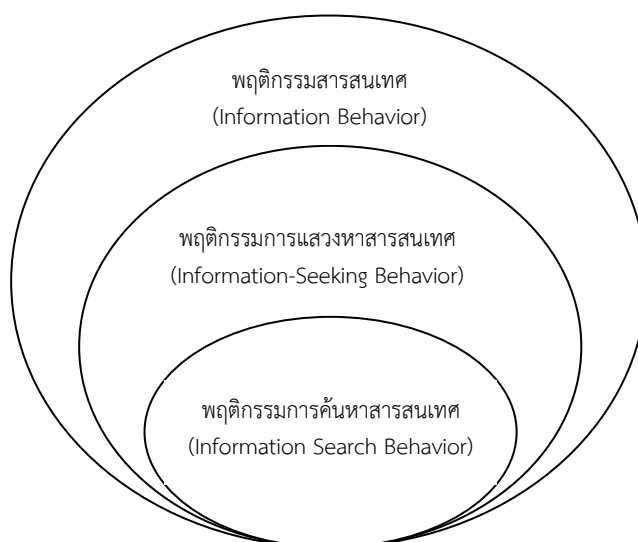 พฤติกรรมสารสนเทศ
(Information Behavior)
พฤติกรรมการแสวงหาสารสนเทศ
(Information-Seeking Behavior)
พฤติกรรมการค้นหาสารสนเทศ
(Information Search Behavior)